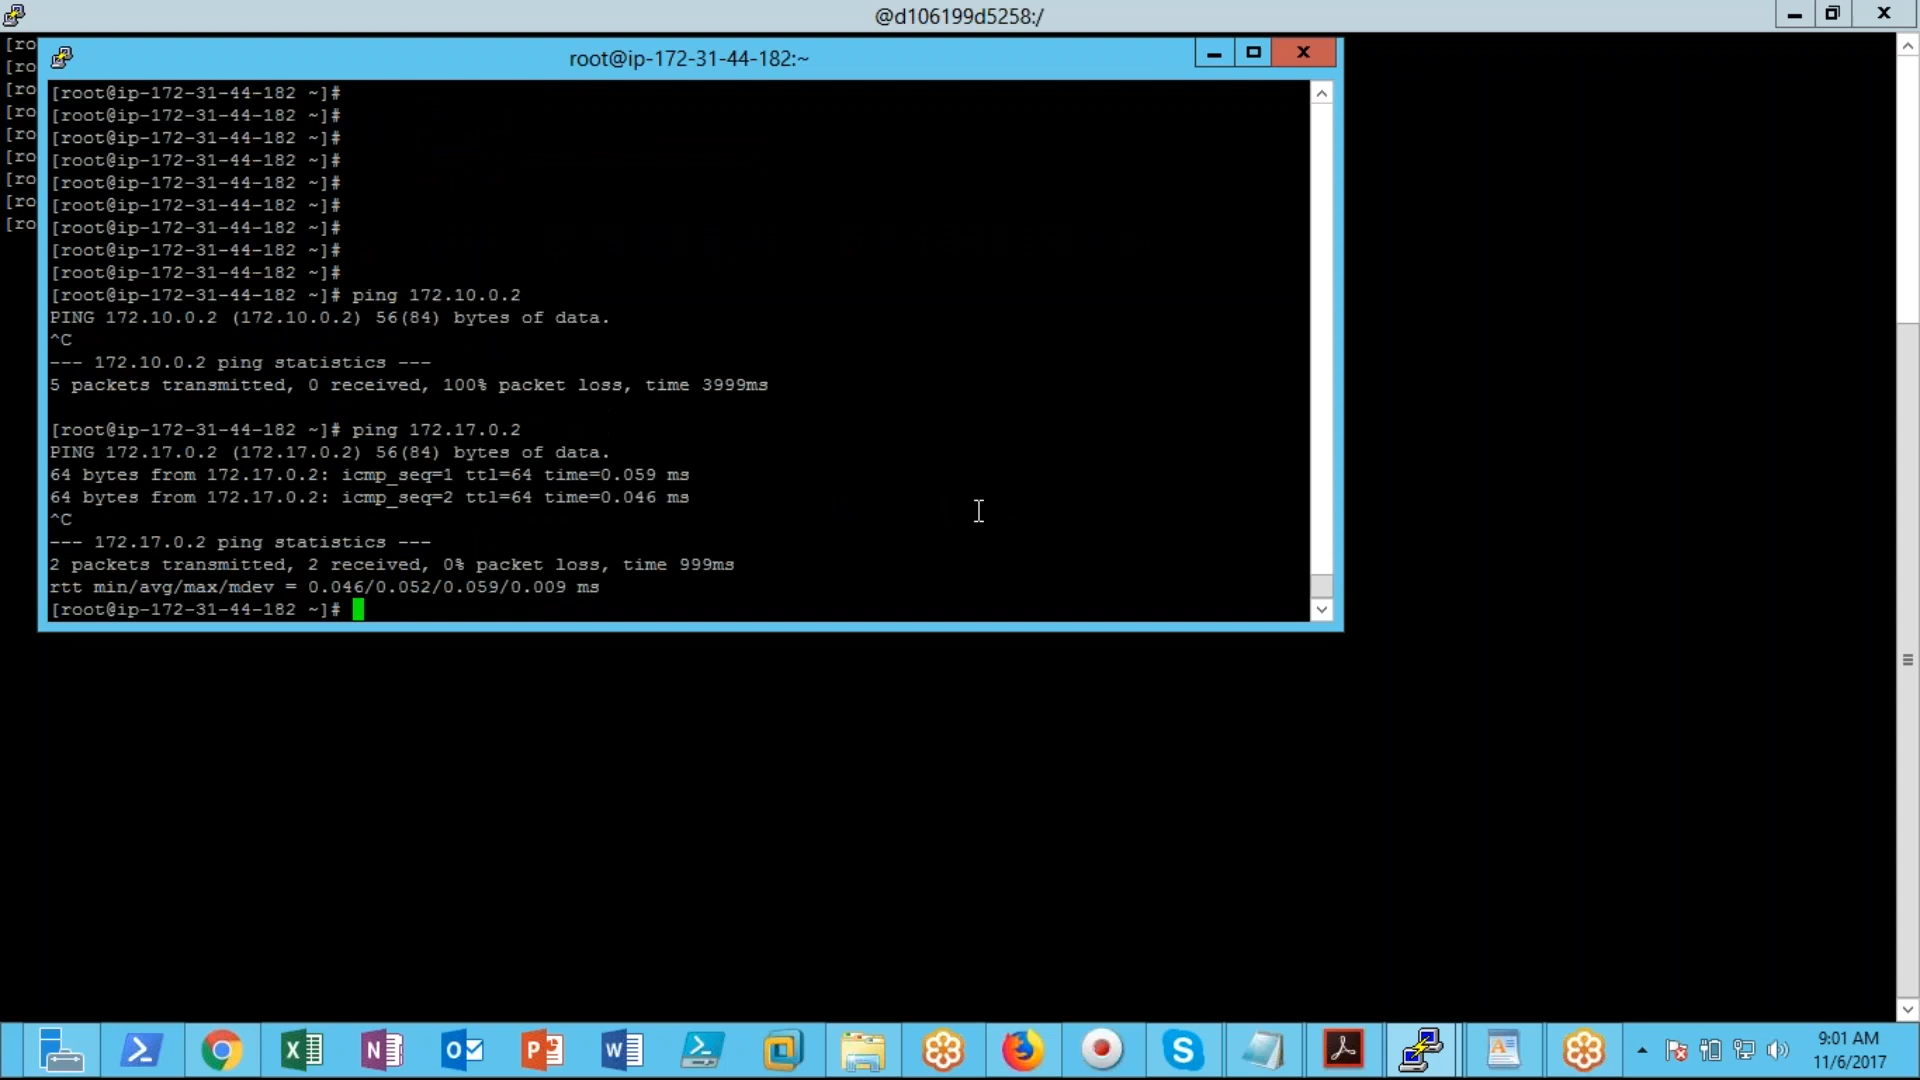 @d106199d5258:/
[ro
[ro
[ro
[ro
[ro
[ro
[ro
[ro
[ro
root@ip-172-31-44-182:~
[root@ip-172-31-44-182 ~]#
[root@ip-172-31-44-182 ~]#
[root@ip-172-31-44-182 ~]#
[root@ip-172-31-44-182 ~]#
[root@ip-172-31-44-182 ~]#
[root@ip-172-31-44-182 ~]#
[root@ip-172-31-44-182 ~]#
[root@ip-172-31-44-182 ~]#
[root@ip-172-31-44-182 ~]#
[root@ip-172-31-44-182 ~]# ping 172.10.0.2
PING 172.10.0.2 (172.10.0.2) 56(84) bytes of data.
^C
--- 172.10.0.2 ping statistics ---
5 packets transmitted, 0 received, 100% packet loss, time 3999ms
[root@ip-172-31-44-182 ~]# ping 172.17.0.2
PING 172.17.0.2 (172.17.0.2) 56(84) bytes of data.
64 bytes from 172.17.0.2: icmp_seq=1 ttl=64 time=0.059 ms
64 bytes from 172.17.0.2: icmp_seq=2 ttl=64 time=0.046 ms
^C
--- 172.17.0.2 ping statistics ---
2 packets transmitted, 2 received, 0% packet loss, time 999ms
rtt min/avg/max/mdev = 0.046/0.052/0.059/0.009 ms
[root@ip-172-31-44-182 ~]#
9:01 AM
11/6/2017